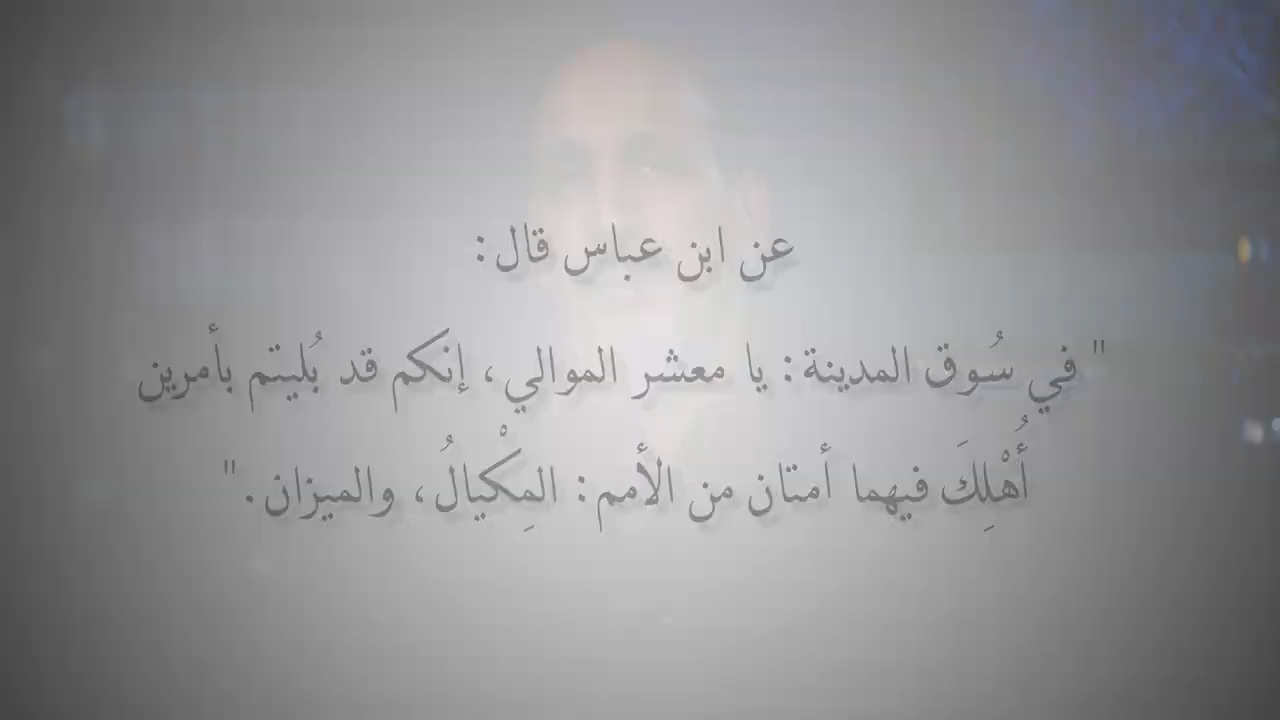 عن ابن عباس قال:
" في سُوق المدينة: يا معشر الموالي، إنكم قد بُليتم بأمرين
أُهْلِكَ فيهما أمتان من الأمم: المِكْيالُ، والميزان."